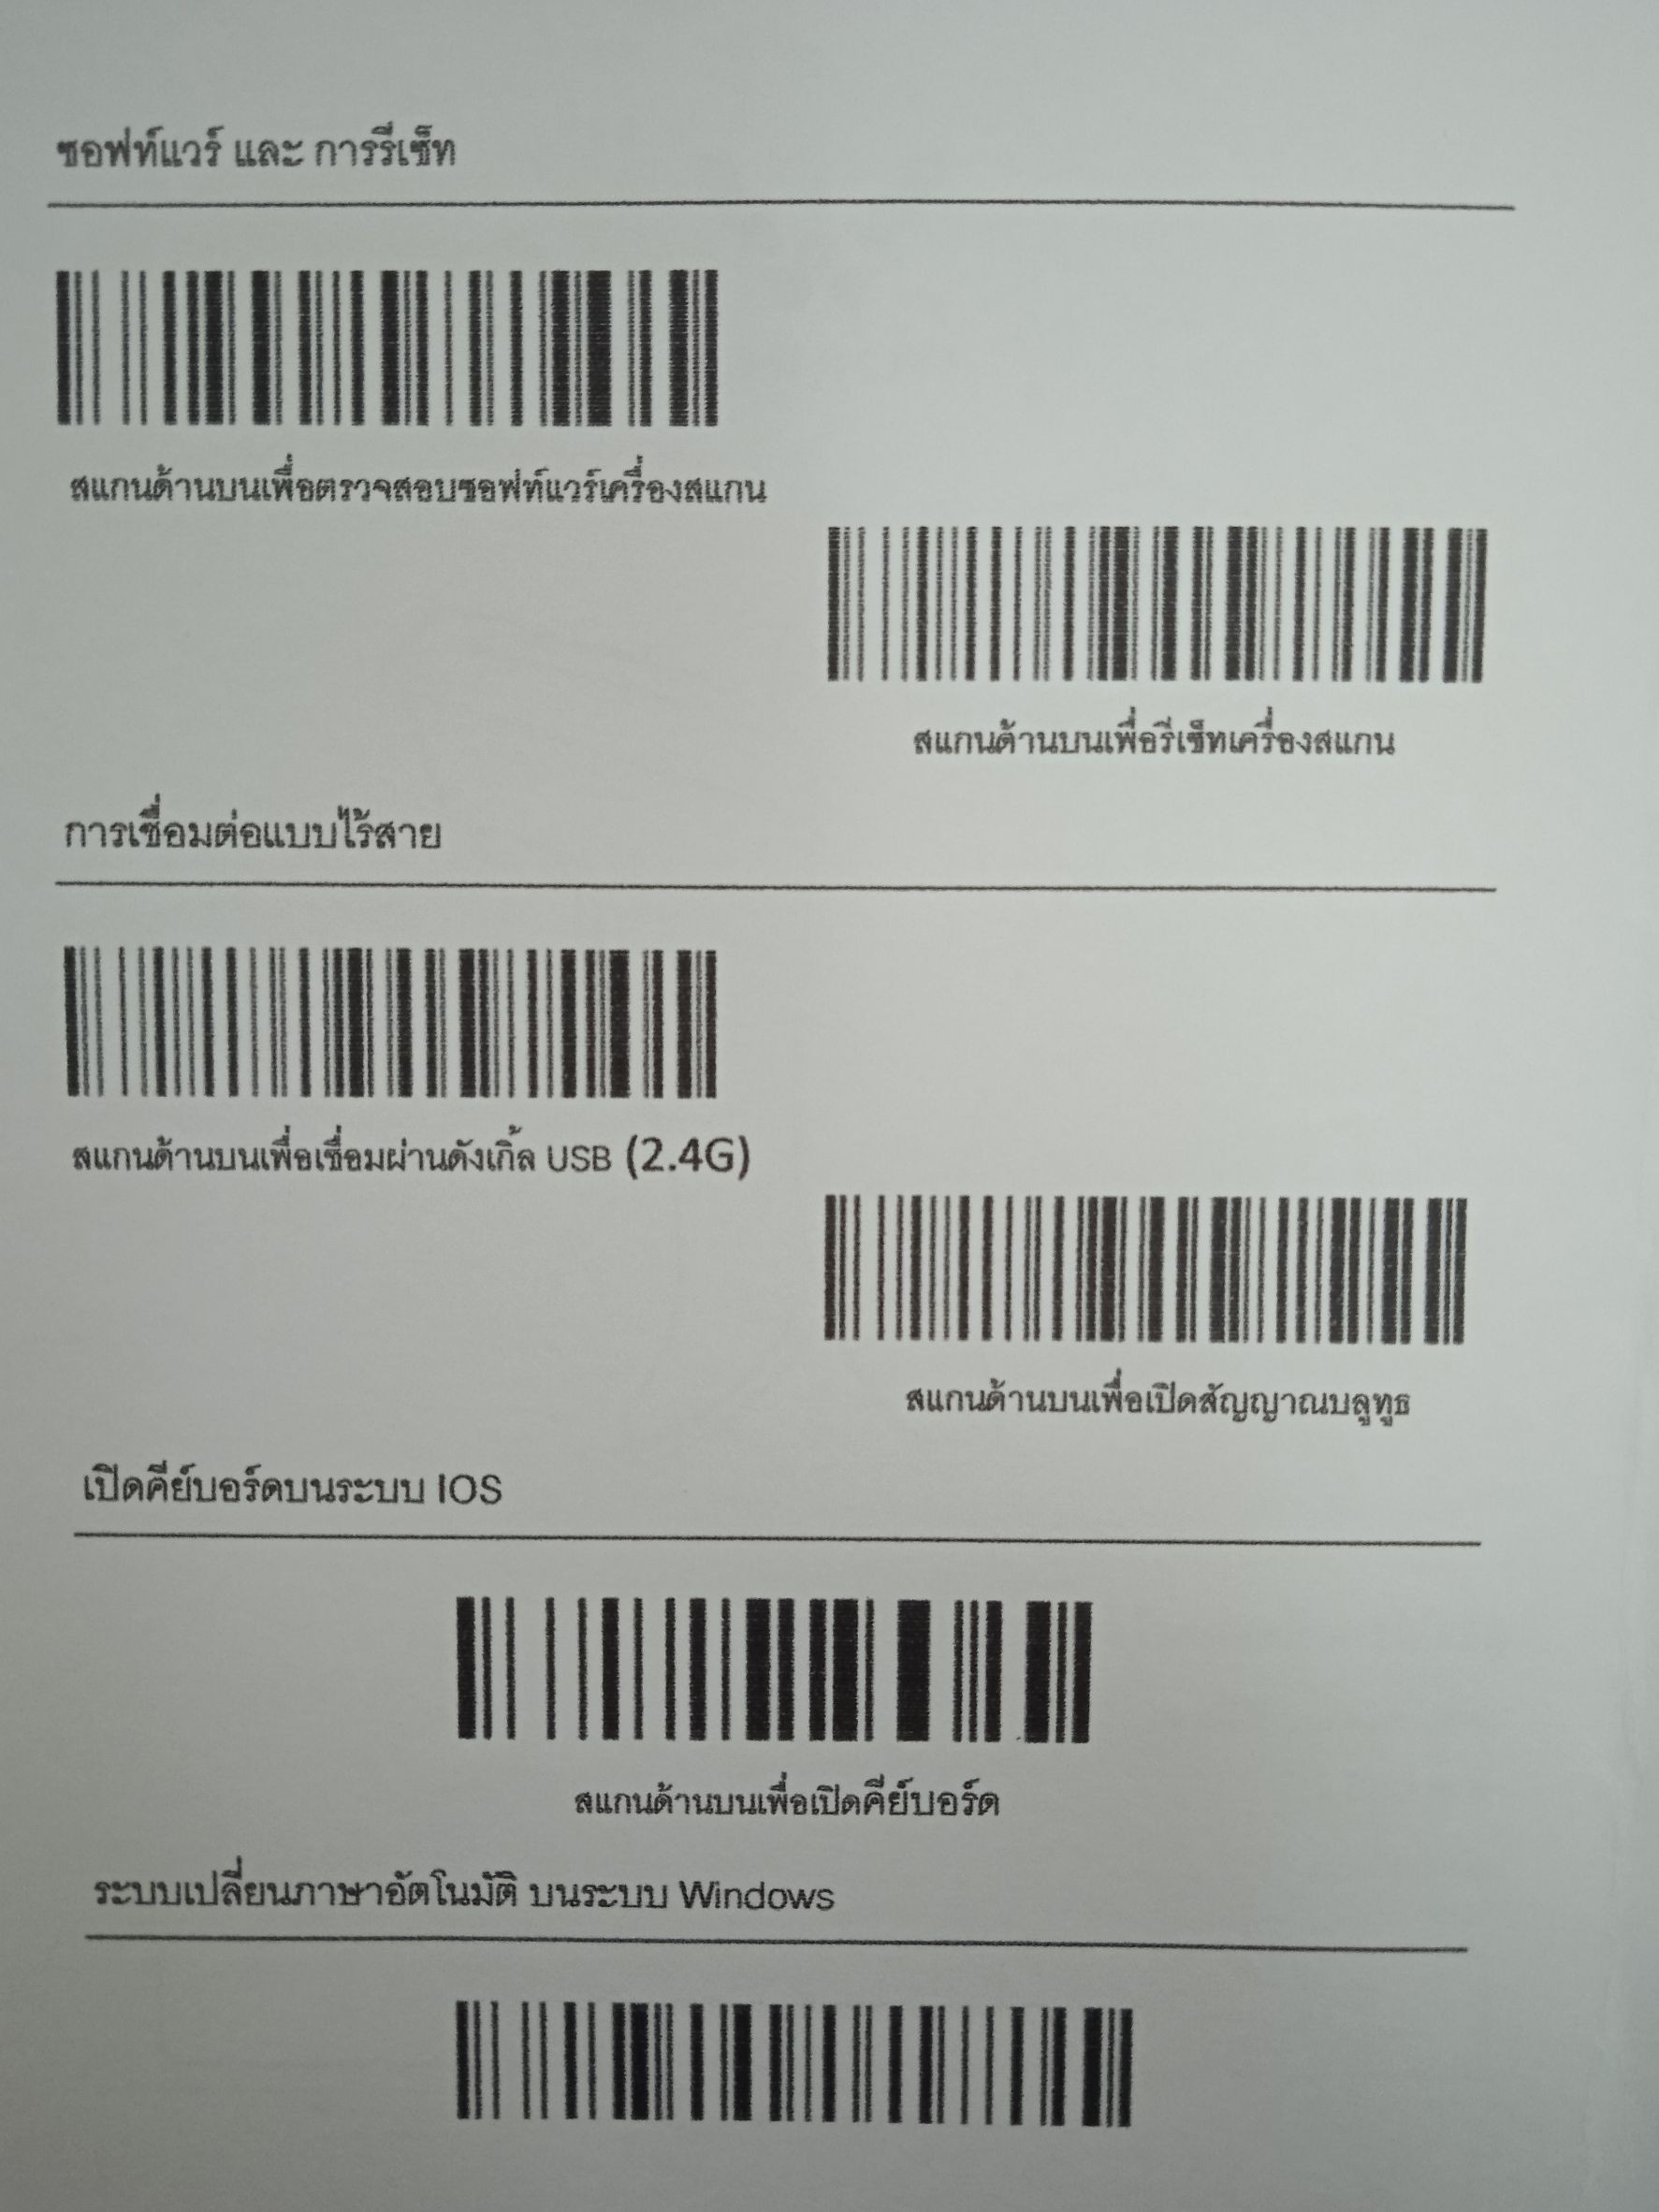 ซอฟท์แวร์ และ การรีเซ็ท
สแกนด้านบนเพื่อตรวจสอบซอฟท์แวร์เครื่องสแกน
สแกนด้านบนเพื่อรีเซ็ทเครื่องสแกน
การเชื่อมต่อแบบไร้สาย
สแกนด้านบนเพื่อเชื่อมผ่านดังเกิ้ล USB (2.4G)
สแกนด้านบนเพื่อเปิดสัญญาณบลูทูธ
เปิดคีย์บอร์ดบนระบบ IOS
สแกนด้านบนเพื่อเปิดคีย์บอร์ด
ระบบเปลี่ยนภาษาอัตโนมัติ บนระบบ Windows